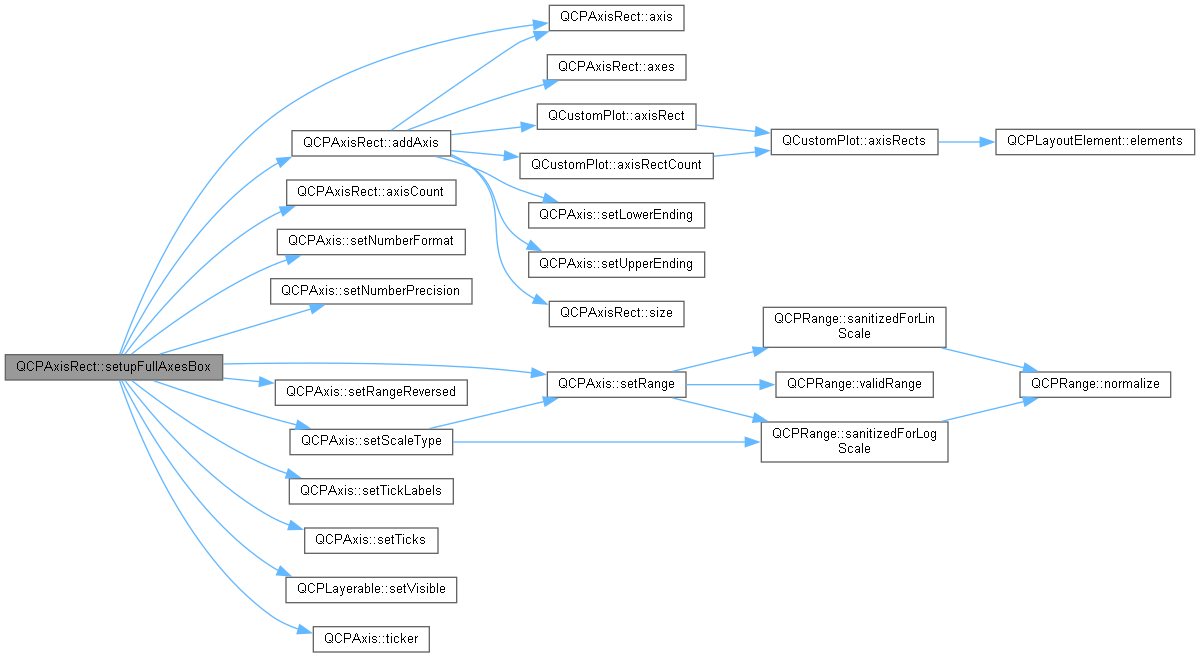 QCPAxisRect::axis
QCPAxisRect::axes
QCustomPlot::axisRect
QCPAxisRect::addAxis
QCustomPlot::axisRects
QCPLayoutElement::elements
QCustomPlot::axisRectCount
QCPAxisRect::axisCount
QCPAxis::setLowerEnding
QCPAxis::setNumberFormat
QCPAxis::setUpperEnding
QCPAxis::setNumberPrecision
QCPAxisRect::size
QCPRange::sanitizedForLin
Scale
QCPAxisRect::setupFullAxesBox
QCPAxis::setRange
QCPRange::validRange
QCPRange::normalize
QCPAxis::setRangeReversed
QCPAxis::setScaleType
QCPRange::sanitizedForLog
Scale
QCPAxis::setTickLabels
QCPAxis::setTicks
QCPLayerable::setVisible
QCPAxis::ticker